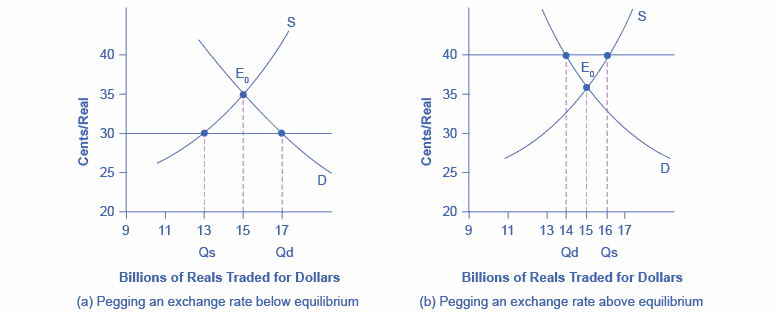 S
40
E0
35
30
25
D
20
9 11 13 15 17
Qs Qd
Cents/Real
Billions of Reals Traded for Dollars
(a) Pegging an exchange rate below equilibrium
S
40
E0
35
30
25
D
20
9 11 13 14 15 16 17
Qd Qs
Cents/Real
Billions of Reals Traded for Dollars
(b) Pegging an exchange rate above equilibrium